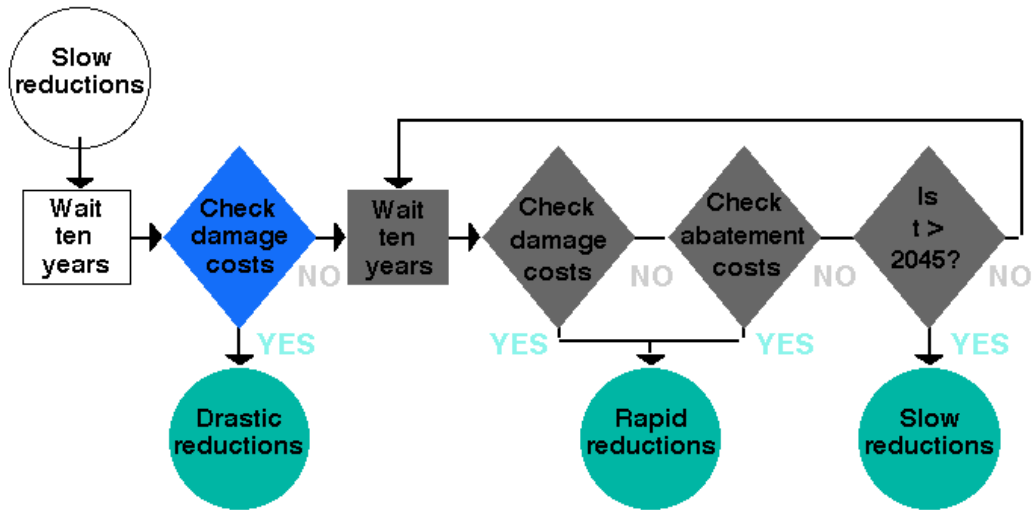 Slow
reductions
Wait
ten
years
Check
damage
costs
NO
YES
Drastic
reductions
Wait
ten
years
Check
damage
costs
NO
YES
Check
abatement
costs
NO
YES
Rapid
reductions
Is
t >
2045?
NO
YES
Slow
reductions